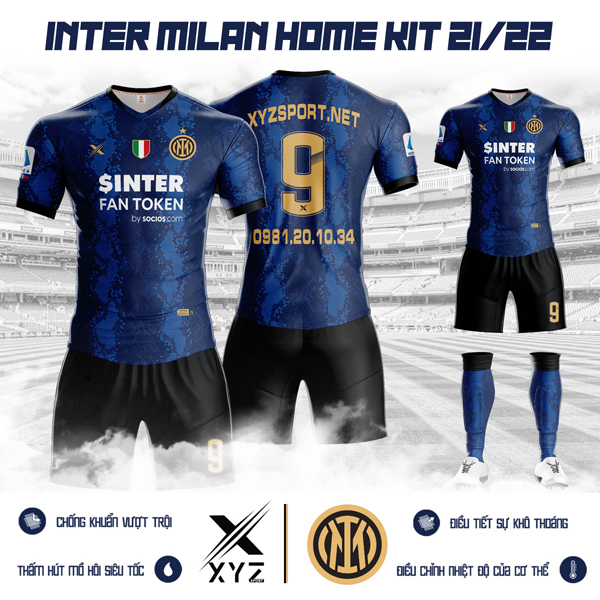 INTER MILAN HOME KIT 21/22
$INTER
FAN TOKEN
by socios.com
XYZSPORT.NET
9
0981.20.10.34
$INTER
FAN TOKEN
by socios.com
9
9
CHỐNG KHUẨN VƯỢT TRỘI
THẤM HÚT MỒ HÔI SIÊU TỐC
XYZ
SPORT
ĐIỀU TIẾT SỰ KHÔ THOÁNG
ĐIỀU CHỈNH NHIỆT ĐỘ CỦA CƠ THỂ